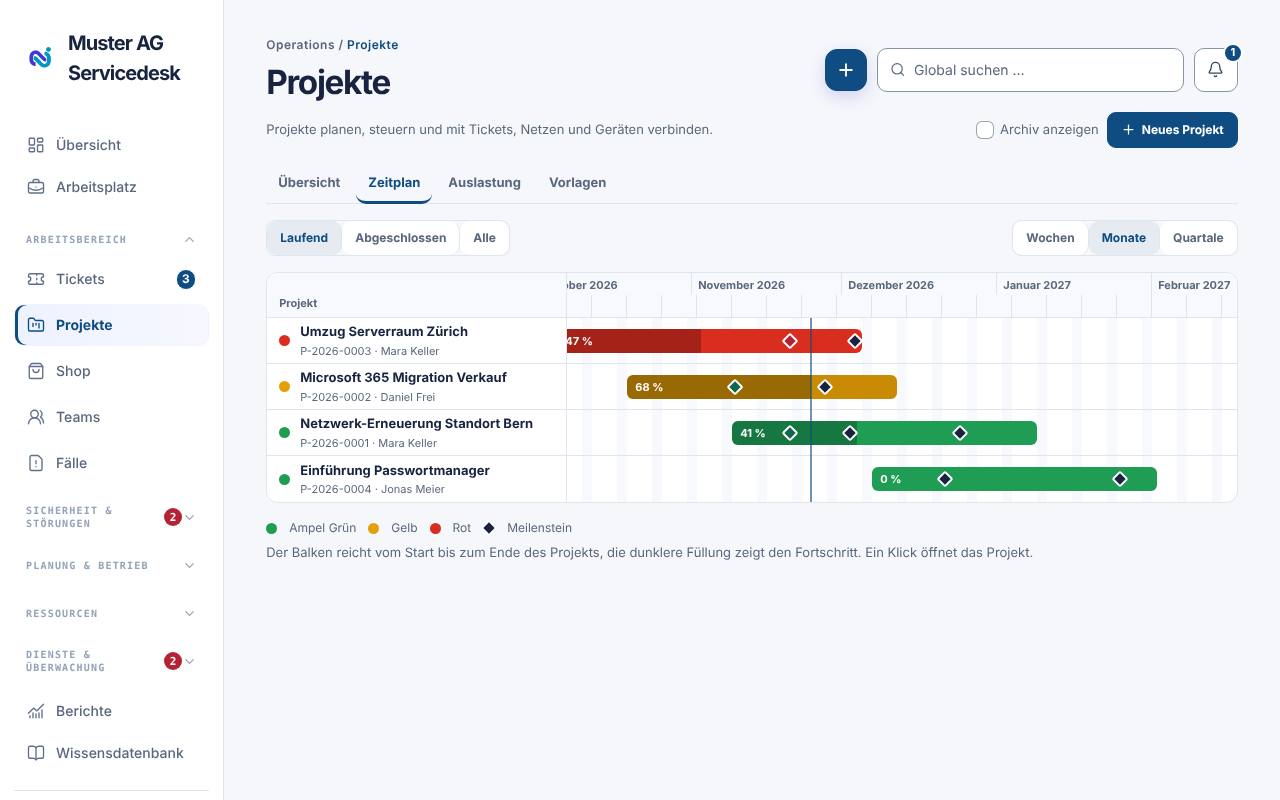 Muster AG
Servicedesk
Übersicht
Arbeitsplatz
ARBEITSBEREICH
Tickets 3
Projekte
Shop
Teams
Fälle
SICHERHEIT &
STÖRUNGEN 2
PLANUNG & BETRIEB
RESSOURCEN
DIENSTE &
ÜBERWACHUNG 2
Berichte
Wissensdatenbank
Operations / Projekte
Projekte
Global suchen ...
1
Projekte planen, steuern und mit Tickets, Netzen und Geräten verbinden.
Archiv anzeigen
Neues Projekt
Übersicht Zeitplan Auslastung Vorlagen
Laufend Abgeschlossen Alle
Wochen Monate Quartale
Projekt
ber 2026 November 2026 Dezember 2026 Januar 2027 Februar 2027
Umzug Serverraum Zürich
P-2026-0003 · Mara Keller
47 %
Microsoft 365 Migration Verkauf
P-2026-0002 · Daniel Frei
68 %
Netzwerk-Erneuerung Standort Bern
P-2026-0001 · Mara Keller
41 %
Einführung Passwortmanager
P-2026-0004 · Jonas Meier
0 %
Ampel Grün Gelb Rot Meilenstein
Der Balken reicht vom Start bis zum Ende des Projekts, die dunklere Füllung zeigt den Fortschritt. Ein Klick öffnet das Projekt.